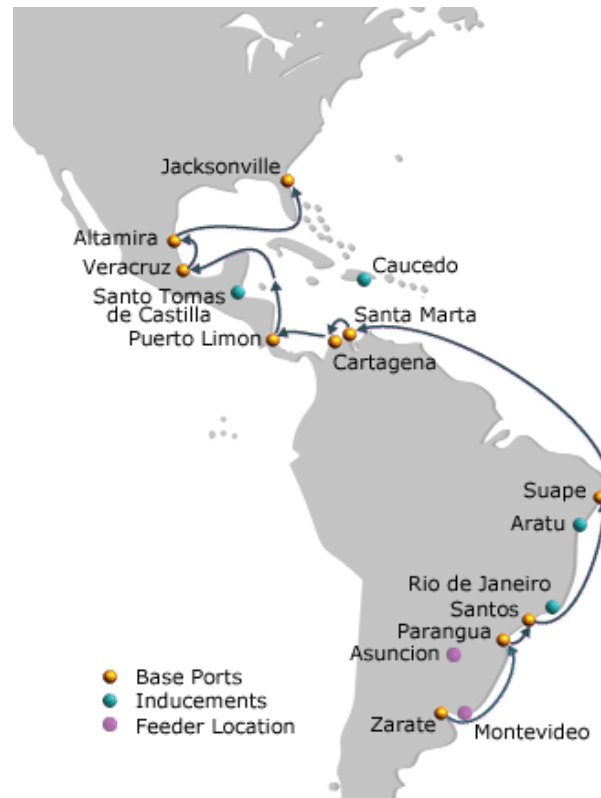 Jacksonville
Altamira
Veracruz
Caucedo
Santo Tomas
de Castilla
Santa Marta
Puerto Limon
Cartagena
Suape
Aratu
Rio de Janeiro
Santos
Parangua
Asuncion
Base Ports
Inducements
Feeder Location
Zarate
Montevideo